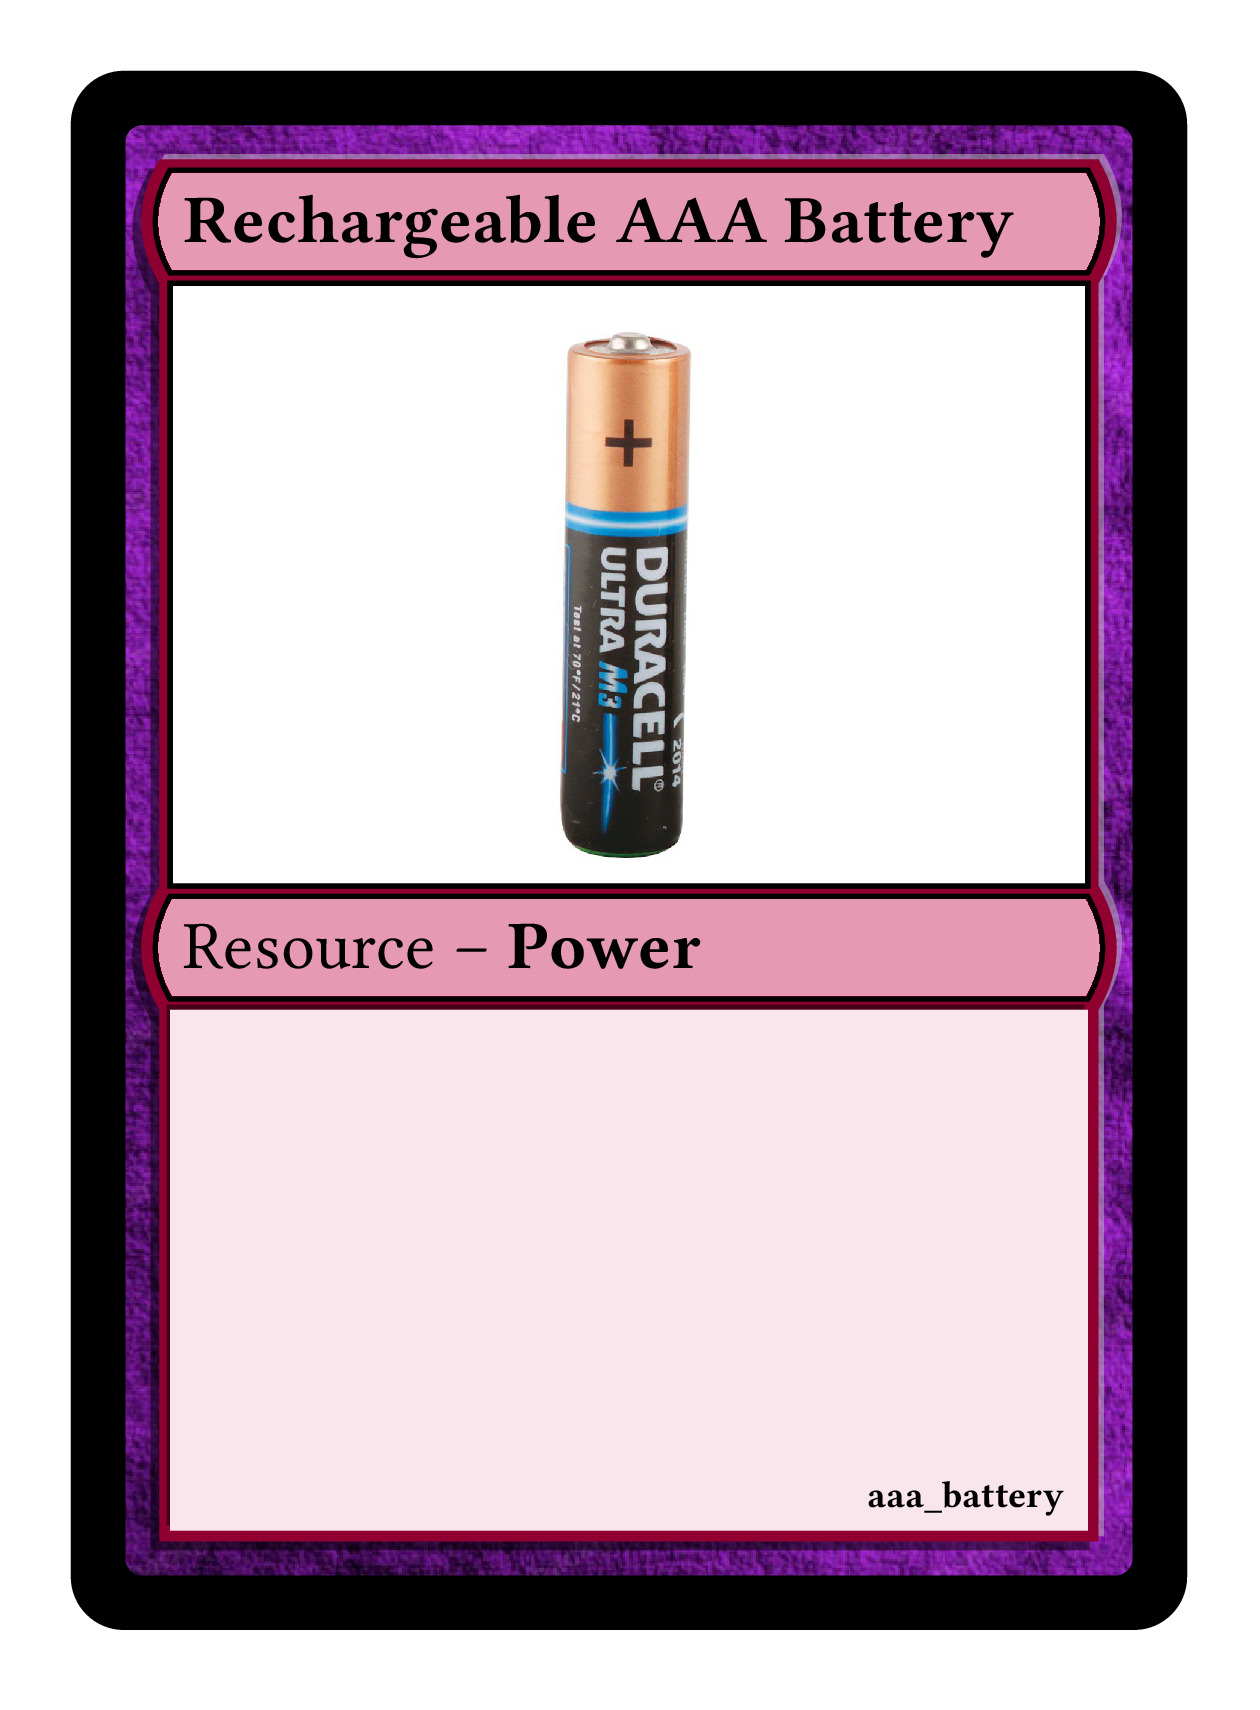 Rechargeable AAA Battery
+
DURACELL®
ULTRA M3
Test at 70°F/21°C
2014
Resource – Power
aaa_battery